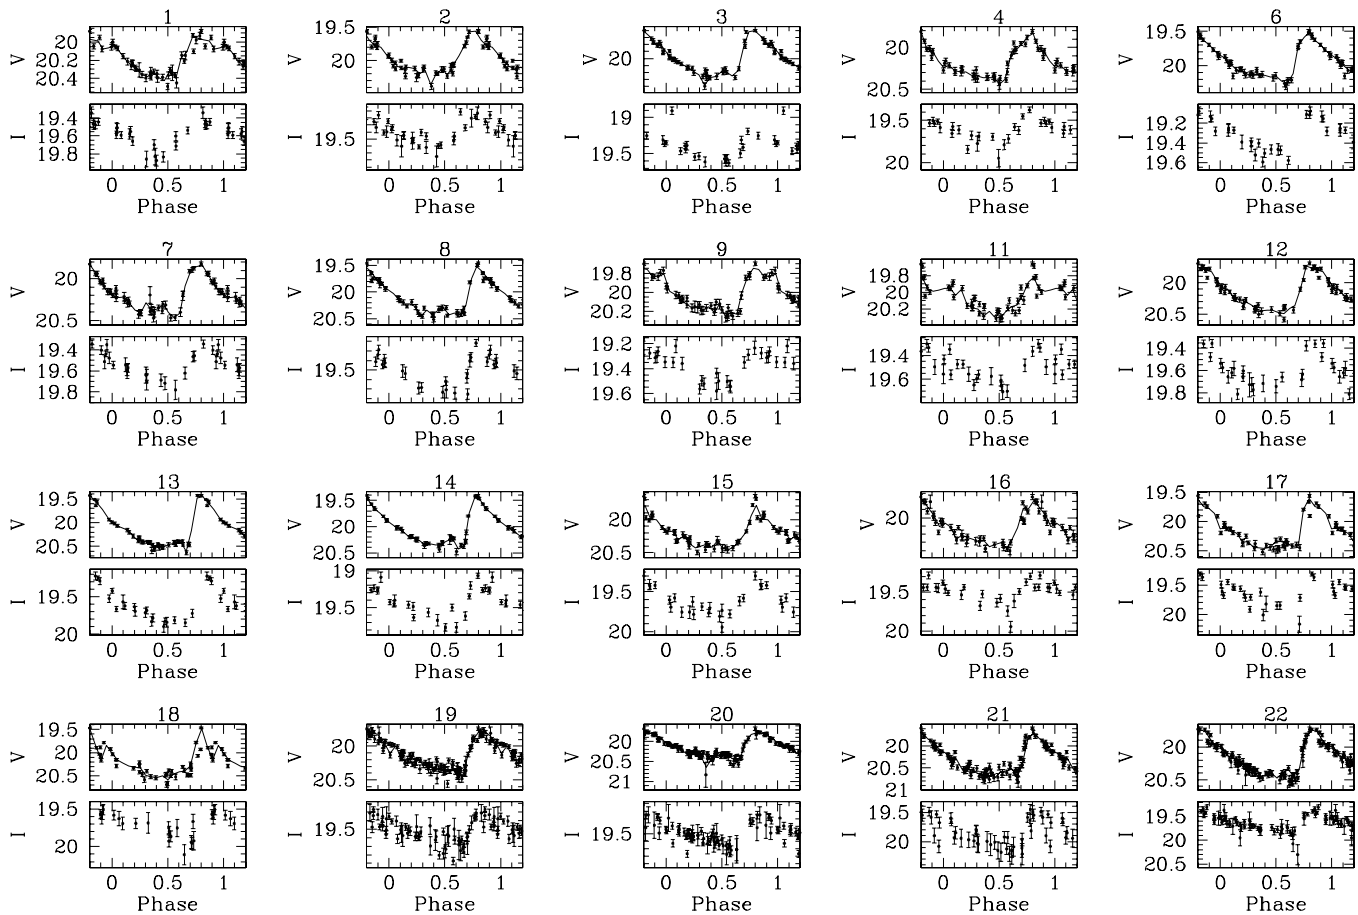 1 2 3 4 6
V 20 20.2 20.4 19.5 20 20 20 20.5 19.5 20
I 19.4 19.6 19.8 19.5 19 19.5 19.5 20 19.2 19.4 19.6
0 0.5 1 0 0.5 1 0 0.5 1 0 0.5 1 0 0.5 1
Phase Phase Phase Phase Phase
7 8 9 11 12
V 20 20.5 19.5 20 20.5 19.8 20 20.2 19.8 20 20.2 20 20.5
I 19.4 19.6 19.8 19.5 19.2 19.4 19.6 19.4 19.6 19.4 19.6 19.8
0 0.5 1 0 0.5 1 0 0.5 1 0 0.5 1 0 0.5 1
Phase Phase Phase Phase Phase
13 14 15 16 17
V 19.5 20 20.5 19.5 20 20.5 20 20.5 20 19.5 20 20.5
I 19.5 20 19 19.5 19.5 20 19.5 20 19.5 20
0 0.5 1 0 0.5 1 0 0.5 1 0 0.5 1 0 0.5 1
Phase Phase Phase Phase Phase
18 19 20 21 22
V 19.5 20 20.5 20 20.5 20 20.5 21 20 20.5 21 20 20.5
I 19.5 20 19.5 19.5 20 19.5 20 20.5
0 0.5 1 0 0.5 1 0 0.5 1 0 0.5 1 0 0.5 1
Phase Phase Phase Phase Phase